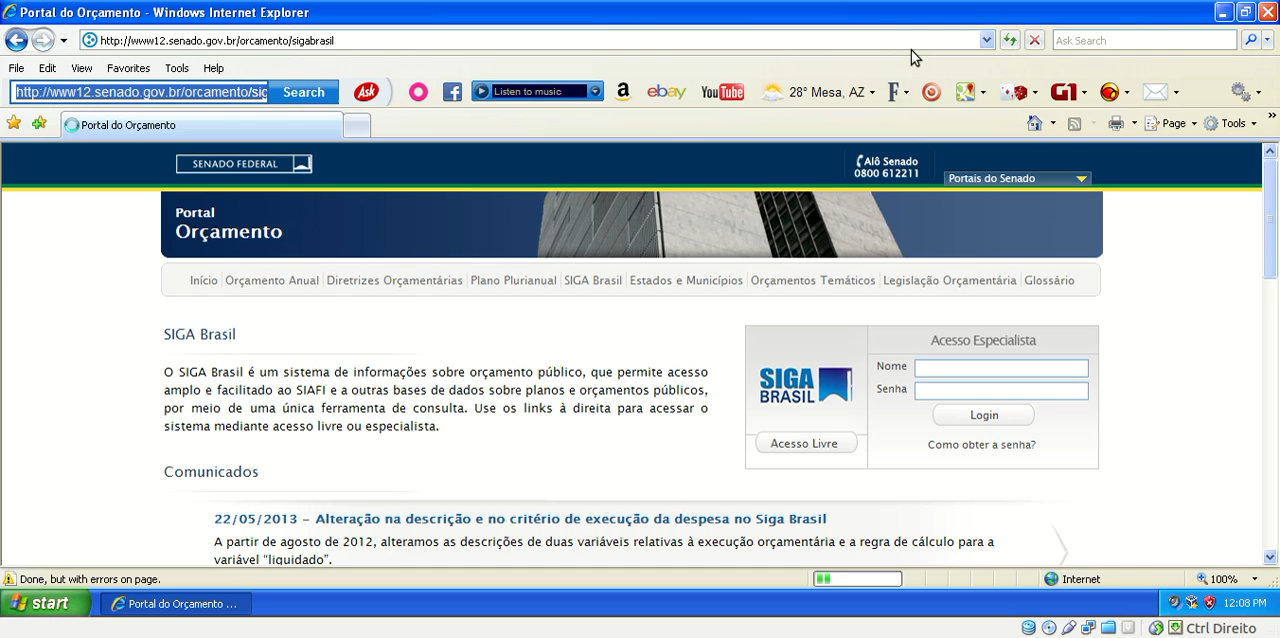 Portal do Orçamento - Windows Internet Explorer
http://www12.senado.gov.br/orcamento/sigabrasil
Ask Search
File Edit View Favorites Tools Help
http://www12.senado.gov.br/orcamento/sig Search Ask Listen to music a ebay You Tube 28° Mesa, AZ F G1
Portal do Orçamento
Page Tools
SENADO FEDERAL
Alô Senado
0800 612211
Portais do Senado
Portal
Orçamento
Início Orçamento Anual Diretrizes Orçamentárias Plano Plurianual SIGA Brasil Estados e Municípios Orçamentos Temáticos Legislação Orçamentária Glossário
SIGA Brasil
O SIGA Brasil é um sistema de informações sobre orçamento público, que permite acesso
amplo e facilitado ao SIAFI e a outras bases de dados sobre planos e orçamentos públicos,
por meio de uma única ferramenta de consulta. Use os links à direita para acessar o
sistema mediante acesso livre ou especialista.
SIGA
BRASIL
Acesso Livre
Acesso Especialista
Nome
Senha
Login
Como obter a senha?
Comunicados
22/05/2013 - Alteração na descrição e no critério de execução da despesa no Siga Brasil
A partir de agosto de 2012, alteramos as descrições de duas variáveis relativas à execução orçamentária e a regra de cálculo para a
variável "liquidado".
Done, but with errors on page.
Internet
100%
start
Portal do Orçamento ...
12:08 PM
Ctrl Direito